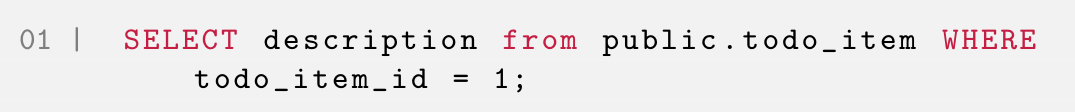 01 | SELECT description from public.todo_item WHERE
todo_item_id = 1;